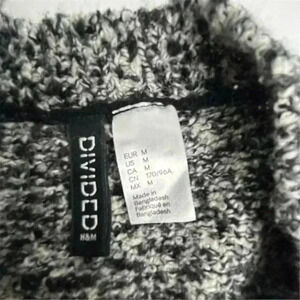 DIVIDED
H&M
EUR M
US M
CA M
CN 170/96A
MX M
Made in
Bangladesh
Fabriqué en
Bangladesh